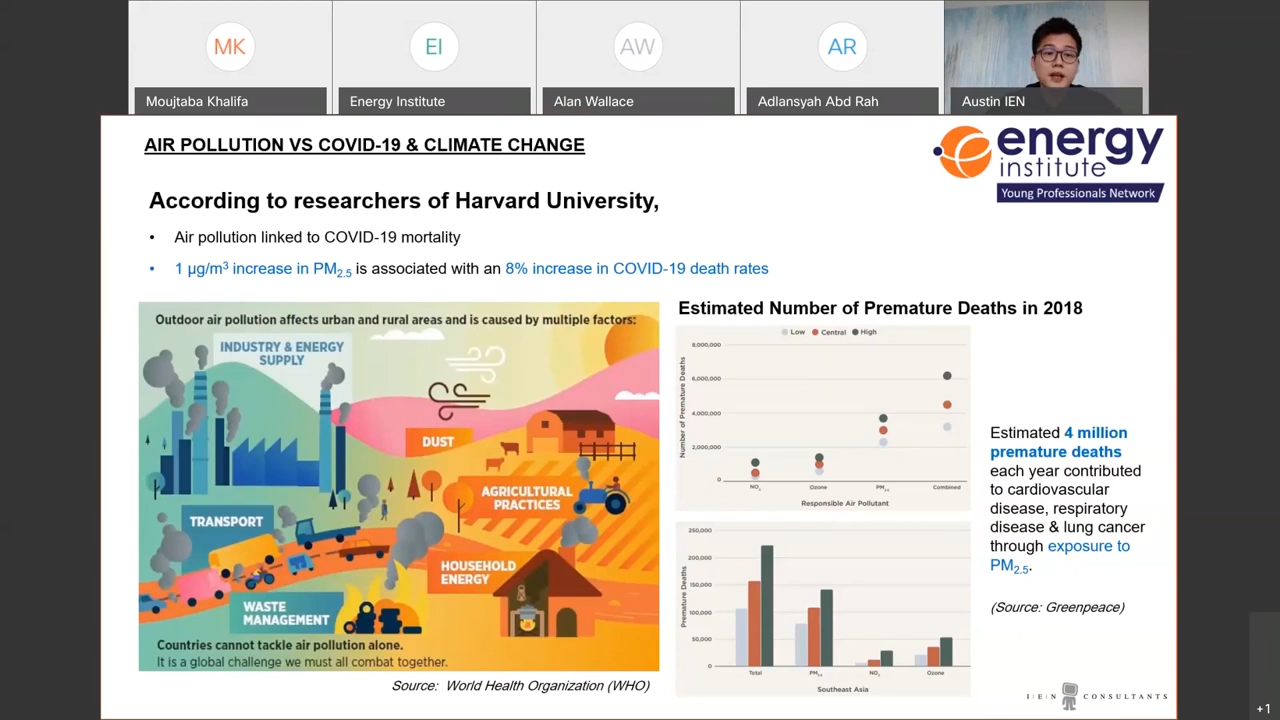 MK
EI
AW
AR
Moujtaba Khalifa
Energy Institute
Alan Wallace
Adlansyah Abd Rah
Austin IEN
AIR POLLUTION VS COVID-19 & CLIMATE CHANGE
energy
institute
Young Professionals Network
According to researchers of Harvard University,
• Air pollution linked to COVID-19 mortality
• 1 µg/m³ increase in PM₂.₅ is associated with an 8% increase in COVID-19 death rates
Outdoor air pollution affects urban and rural areas and is caused by multiple factors:
INDUSTRY & ENERGY
SUPPLY
DUST
AGRICULTURAL
PRACTICES
TRANSPORT
HOUSEHOLD
ENERGY
WASTE
MANAGEMENT
Countries cannot tackle air pollution alone.
It is a global challenge we must all combat together.
Source: World Health Organization (WHO)
Estimated Number of Premature Deaths in 2018
Low Central High
Number of Premature Deaths
8,000,000
6,000,000
4,000,000
2,000,000
0
NO₂ Ozone PM₂.₅ Combined
Responsible Air Pollutant
Premature Deaths
250,000
200,000
150,000
100,000
50,000
0
Total PM₂.₅ NO₂ Ozone
Southeast Asia
Estimated 4 million
premature deaths
each year contributed
to cardiovascular
disease, respiratory
disease & lung cancer
through exposure to
PM₂.₅.
(Source: Greenpeace)
I|E|N CONSULTANTS
+1